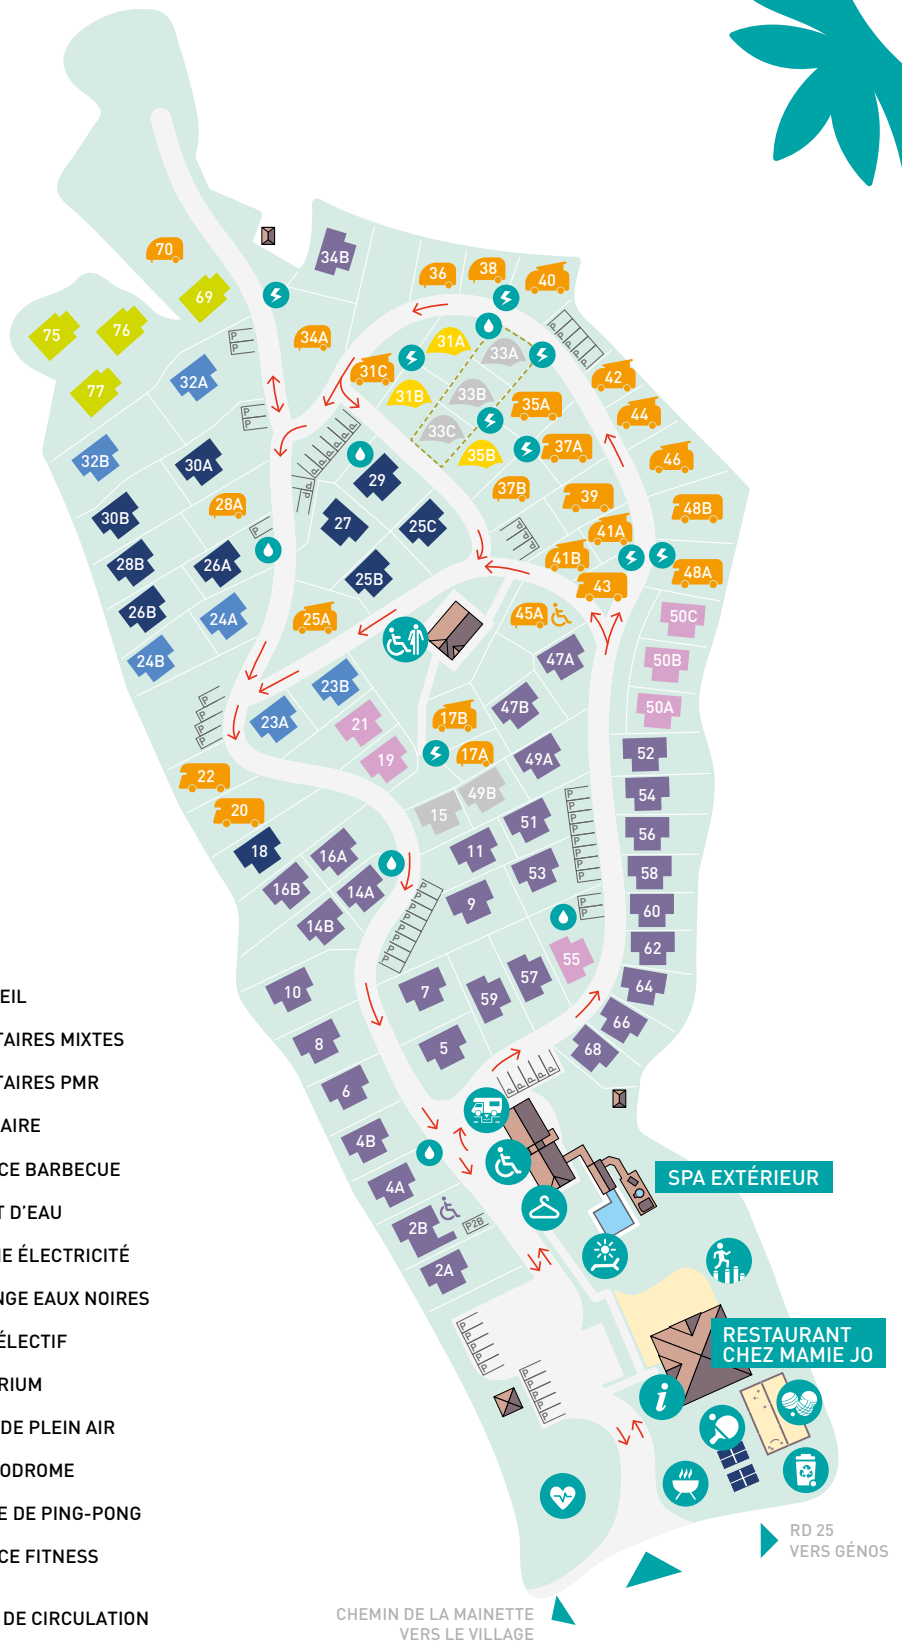 70
34B
36
38
40
69
75
76
34A
31A
33A
77
32A
31C
31B
33B
35A
42
44
33C
35B
37A
46
32B
30A
29
37B
39
48B
28A
30B
27
25C
41A
28B
26A
25B
41B
43
48A
26B
24A
25A
45A
50C
24B
23B
47A
50B
23A
21
17B
47B
50A
19
17A
49A
52
22
49B
54
20
15
51
56
18
16A
11
53
58
16B
14A
9
60
14B
62
55
10
7
59
57
64
66
8
5
68
6
4B
4A
2B
P2B
2A
SPA EXTÉRIEUR
RESTAURANT
CHEZ MAMIE JO
EIL
TAIRES MIXTES
TAIRES PMR
AIRE
CE BARBECUE
T D'EAU
NE ÉLECTRICITÉ
NGE EAUX NOIRES
ÉLECTIF
RIUM
DE PLEIN AIR
ODROME
E DE PING-PONG
CE FITNESS
DE CIRCULATION
RD 25
VERS GÉNOS
CHEMIN DE LA MAINETTE
VERS LE VILLAGE